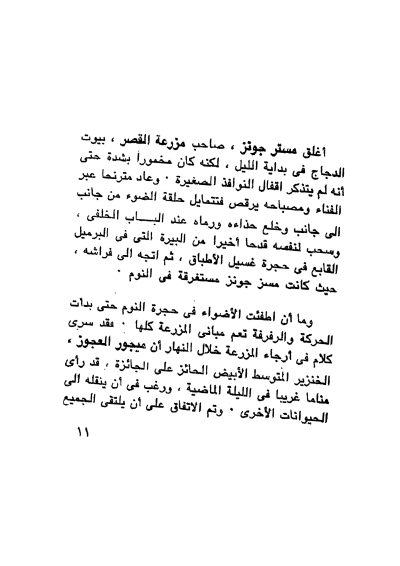 أغلق مستر جونز ، صاحب مزرعة القصر ، بيوت
الدجاج فى بداية الليل ، لكنه كان مخموراً بشدة حتى
أنه لم يتذكر اقفال النوافذ الصغيرة ٠ وعاد مترنحا عبر
الفناء ومصباحه يرقص فتتمايل حلقة الضوء من جانب
الى جانب وخلع حذاءه ورماه عند البـــاب الخلفى ،
وسحب لنفسه قدحا أخيرا من البيرة التى فى البرميل
القابع فى حجرة غسيل الأطباق ، ثم اتجه الى فراشه ،
حيث كانت مسز جونز مستغرقة فى النوم ٠
وما أن اطفئت الأضواء فى حجرة النوم حتى بدأت
الحركة والرفرفة تعم مبانى المزرعة كلها ٠ فقد سرى
كلام فى أرجاء المزرعة خلال النهار أن ميجور العجوز ،
الخنزير المتوسط الأبيض الحائز على الجائزة ، قد رأى
مناما غريبا فى الليلة الماضية ، ورغب فى أن ينقله الى
الحيوانات الأخرى ٠ وتم الاتفاق على أن يلتقى الجميع
١١